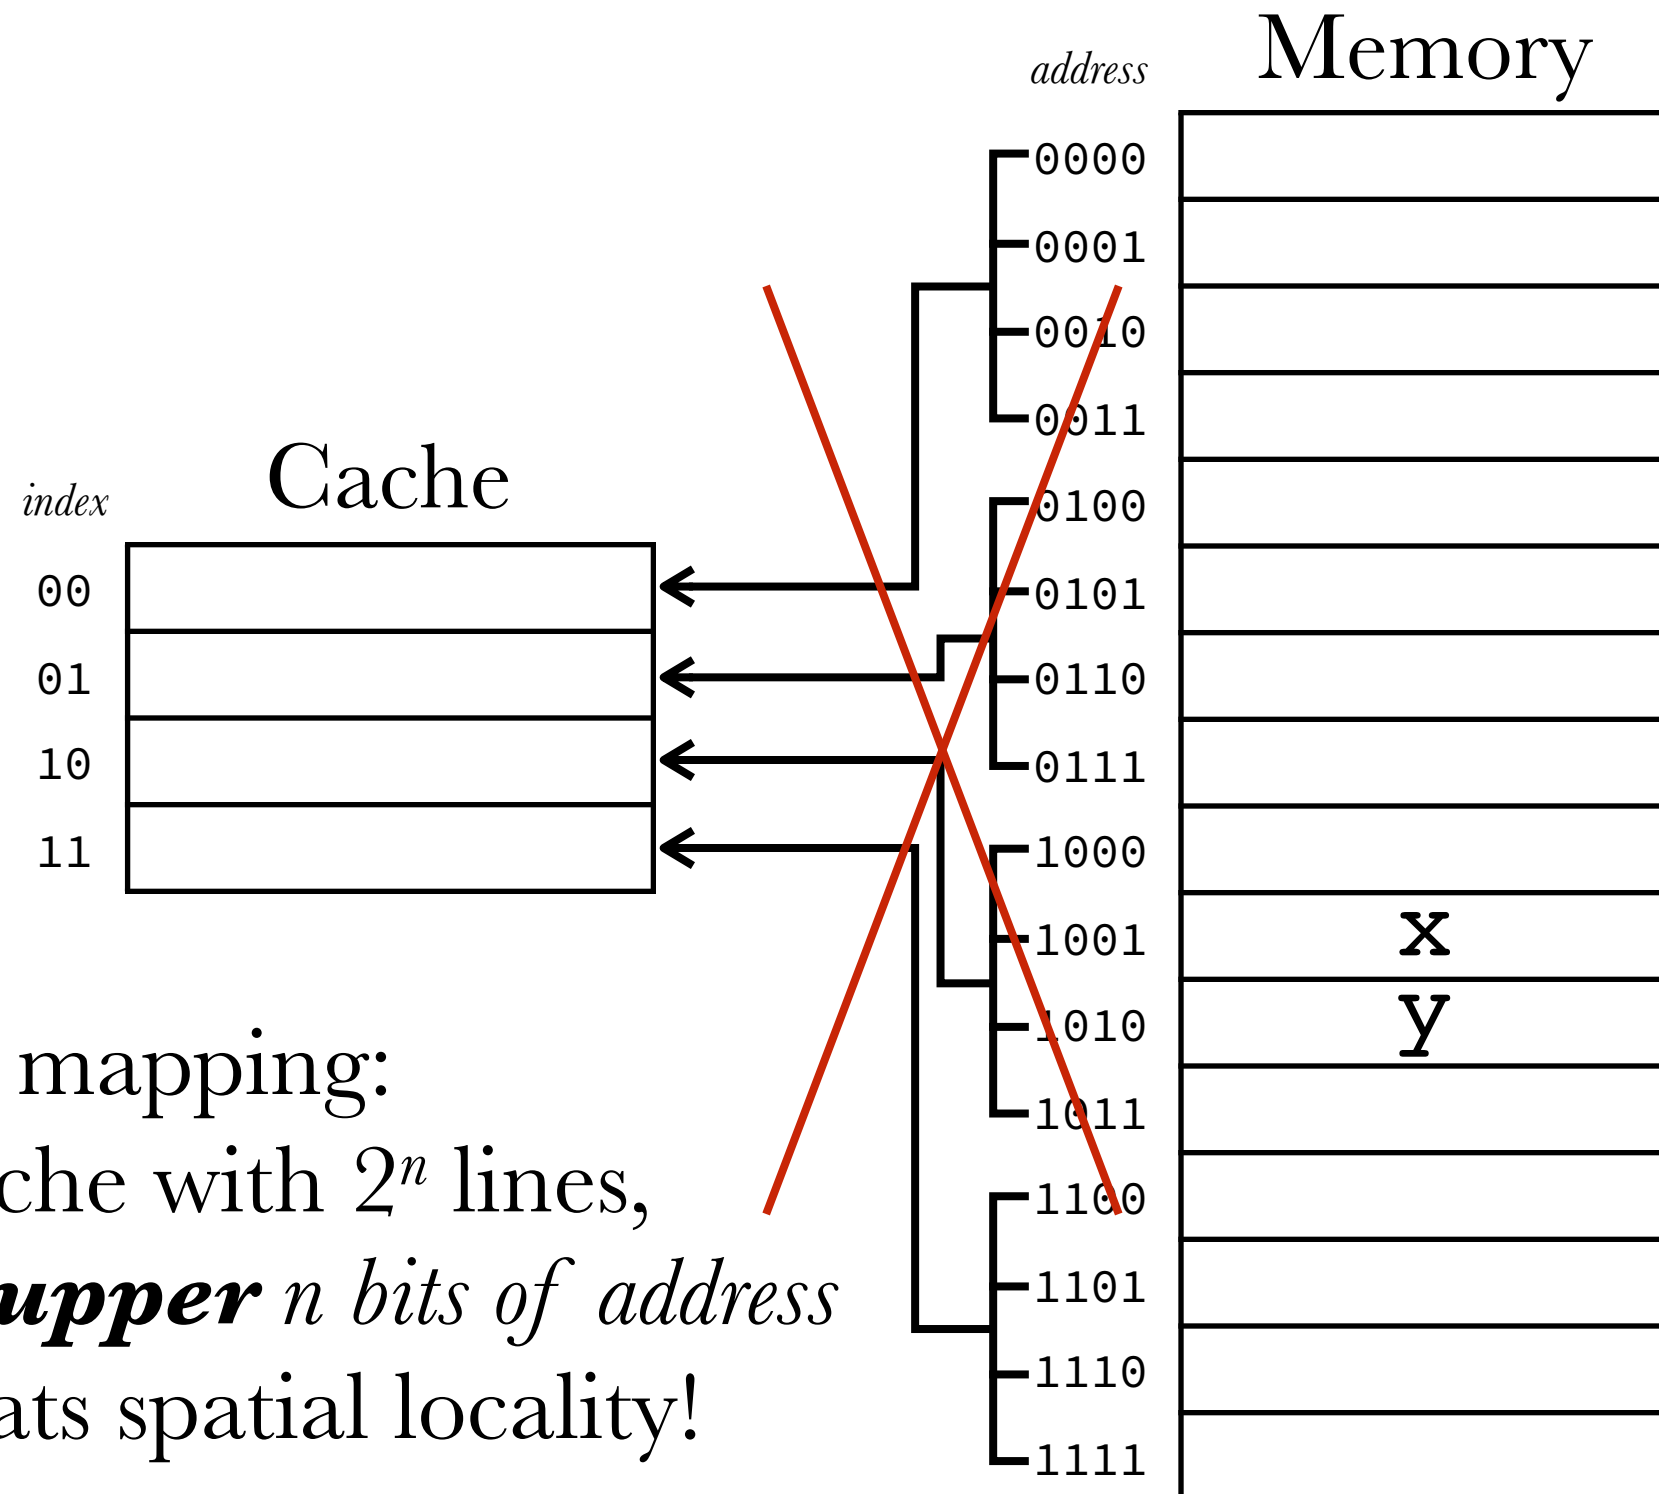 Memory
address
0000
0001
0010
0011
0100
0101
0110
0111
1000
1001
1010
1011
1100
1101
1110
1111
x
y
Cache
index
00
01
10
11
mapping:
che with 2ⁿ lines,
upper n bits of address
ats spatial locality!